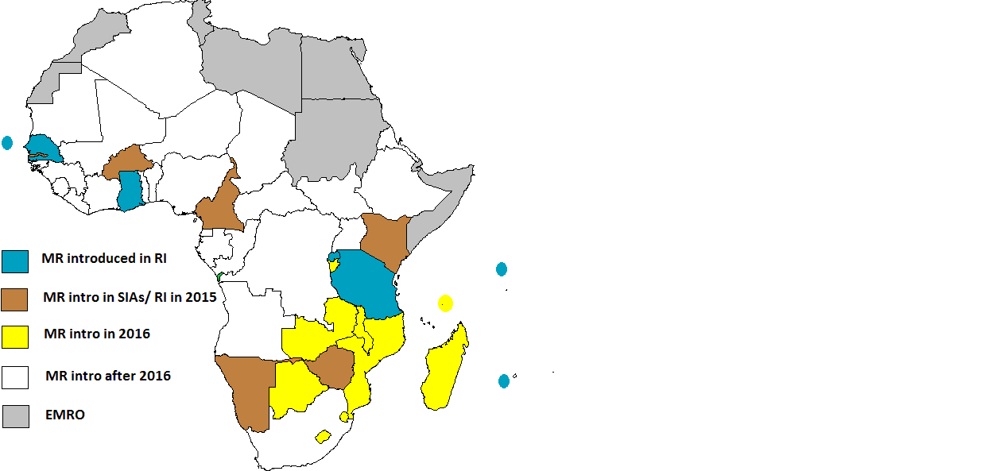 MR introduced in RI
MR intro in SIAs/ RI in 2015
MR intro in 2016
MR intro after 2016
EMRO